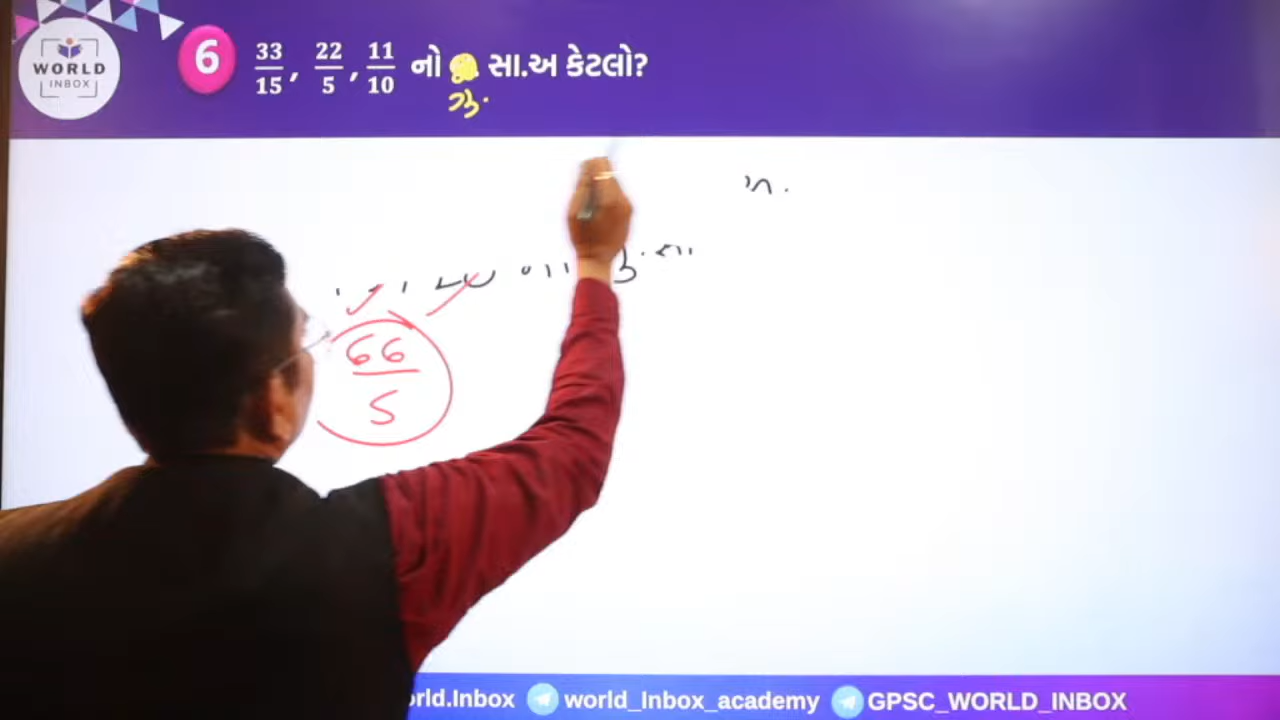 WORLD
INBOX
6 33/15, 22/5, 11/10 નો સા.અ કેટલો?
66/5
orld.Inbox world_Inbox_academy GPSC_WORLD_INBOX